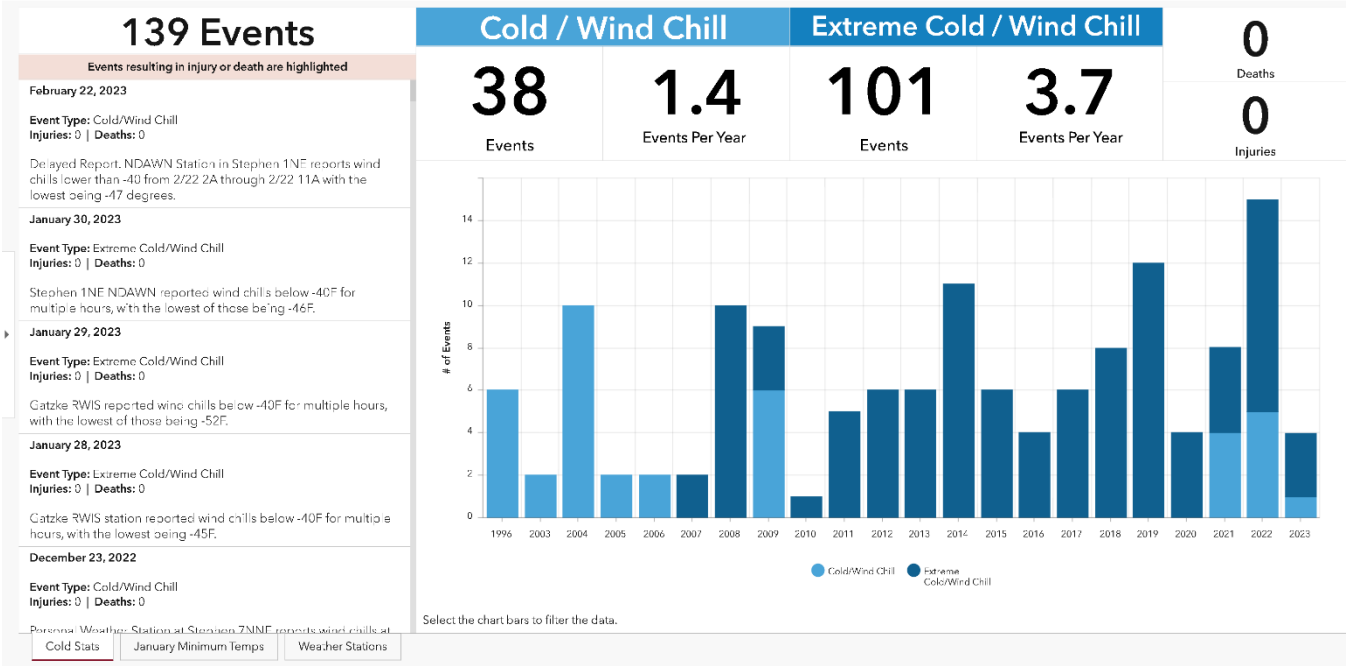 139 Events
Events resulting in injury or death are highlighted
February 22, 2023
Event Type: Cold/Wind Chill
Injuries: 0 | Deaths: 0
Delayed Report. NDAWN Station in Stephen 1NE reports wind
chills lower than -40 from 2/22 2A through 2/22 11A with the
lowest being -47 degrees.
January 30, 2023
Event Type: Extreme Cold/Wind Chill
Injuries: 0 | Deaths: 0
Stephen 1NE NDAWN reported wind chills below -40F for
multiple hours, with the lowest of those being -46F.
January 29, 2023
Event Type: Extreme Cold/Wind Chill
Injuries: 0 | Deaths: 0
Gatzke RWIS reported wind chills below -40F for multiple hours,
with the lowest of those being -52F.
January 28, 2023
Event Type: Extreme Cold/Wind Chill
Injuries: 0 | Deaths: 0
Gatzke RWIS station reported wind chills below -40F for multiple
hours, with the lowest being -45F.
December 23, 2022
Event Type: Cold/Wind Chill
Injuries: 0 | Deaths: 0
Personal Weather Station at Stephen 7NNE reports wind chills at
Cold / Wind Chill
38
Events
1.4
Events Per Year
Extreme Cold / Wind Chill
101
Events
3.7
Events Per Year
0
Deaths
0
Injuries
# of Events
14
12
10
8
6
4
2
0
1996 2003 2004 2005 2006 2007 2008 2009 2010 2011 2012 2013 2014 2015 2016 2017 2018 2019 2020 2021 2022 2023
Cold/Wind Chill
Extreme
Cold/Wind Chill
Select the chart bars to filter the data.
Cold Stats
January Minimum Temps
Weather Stations